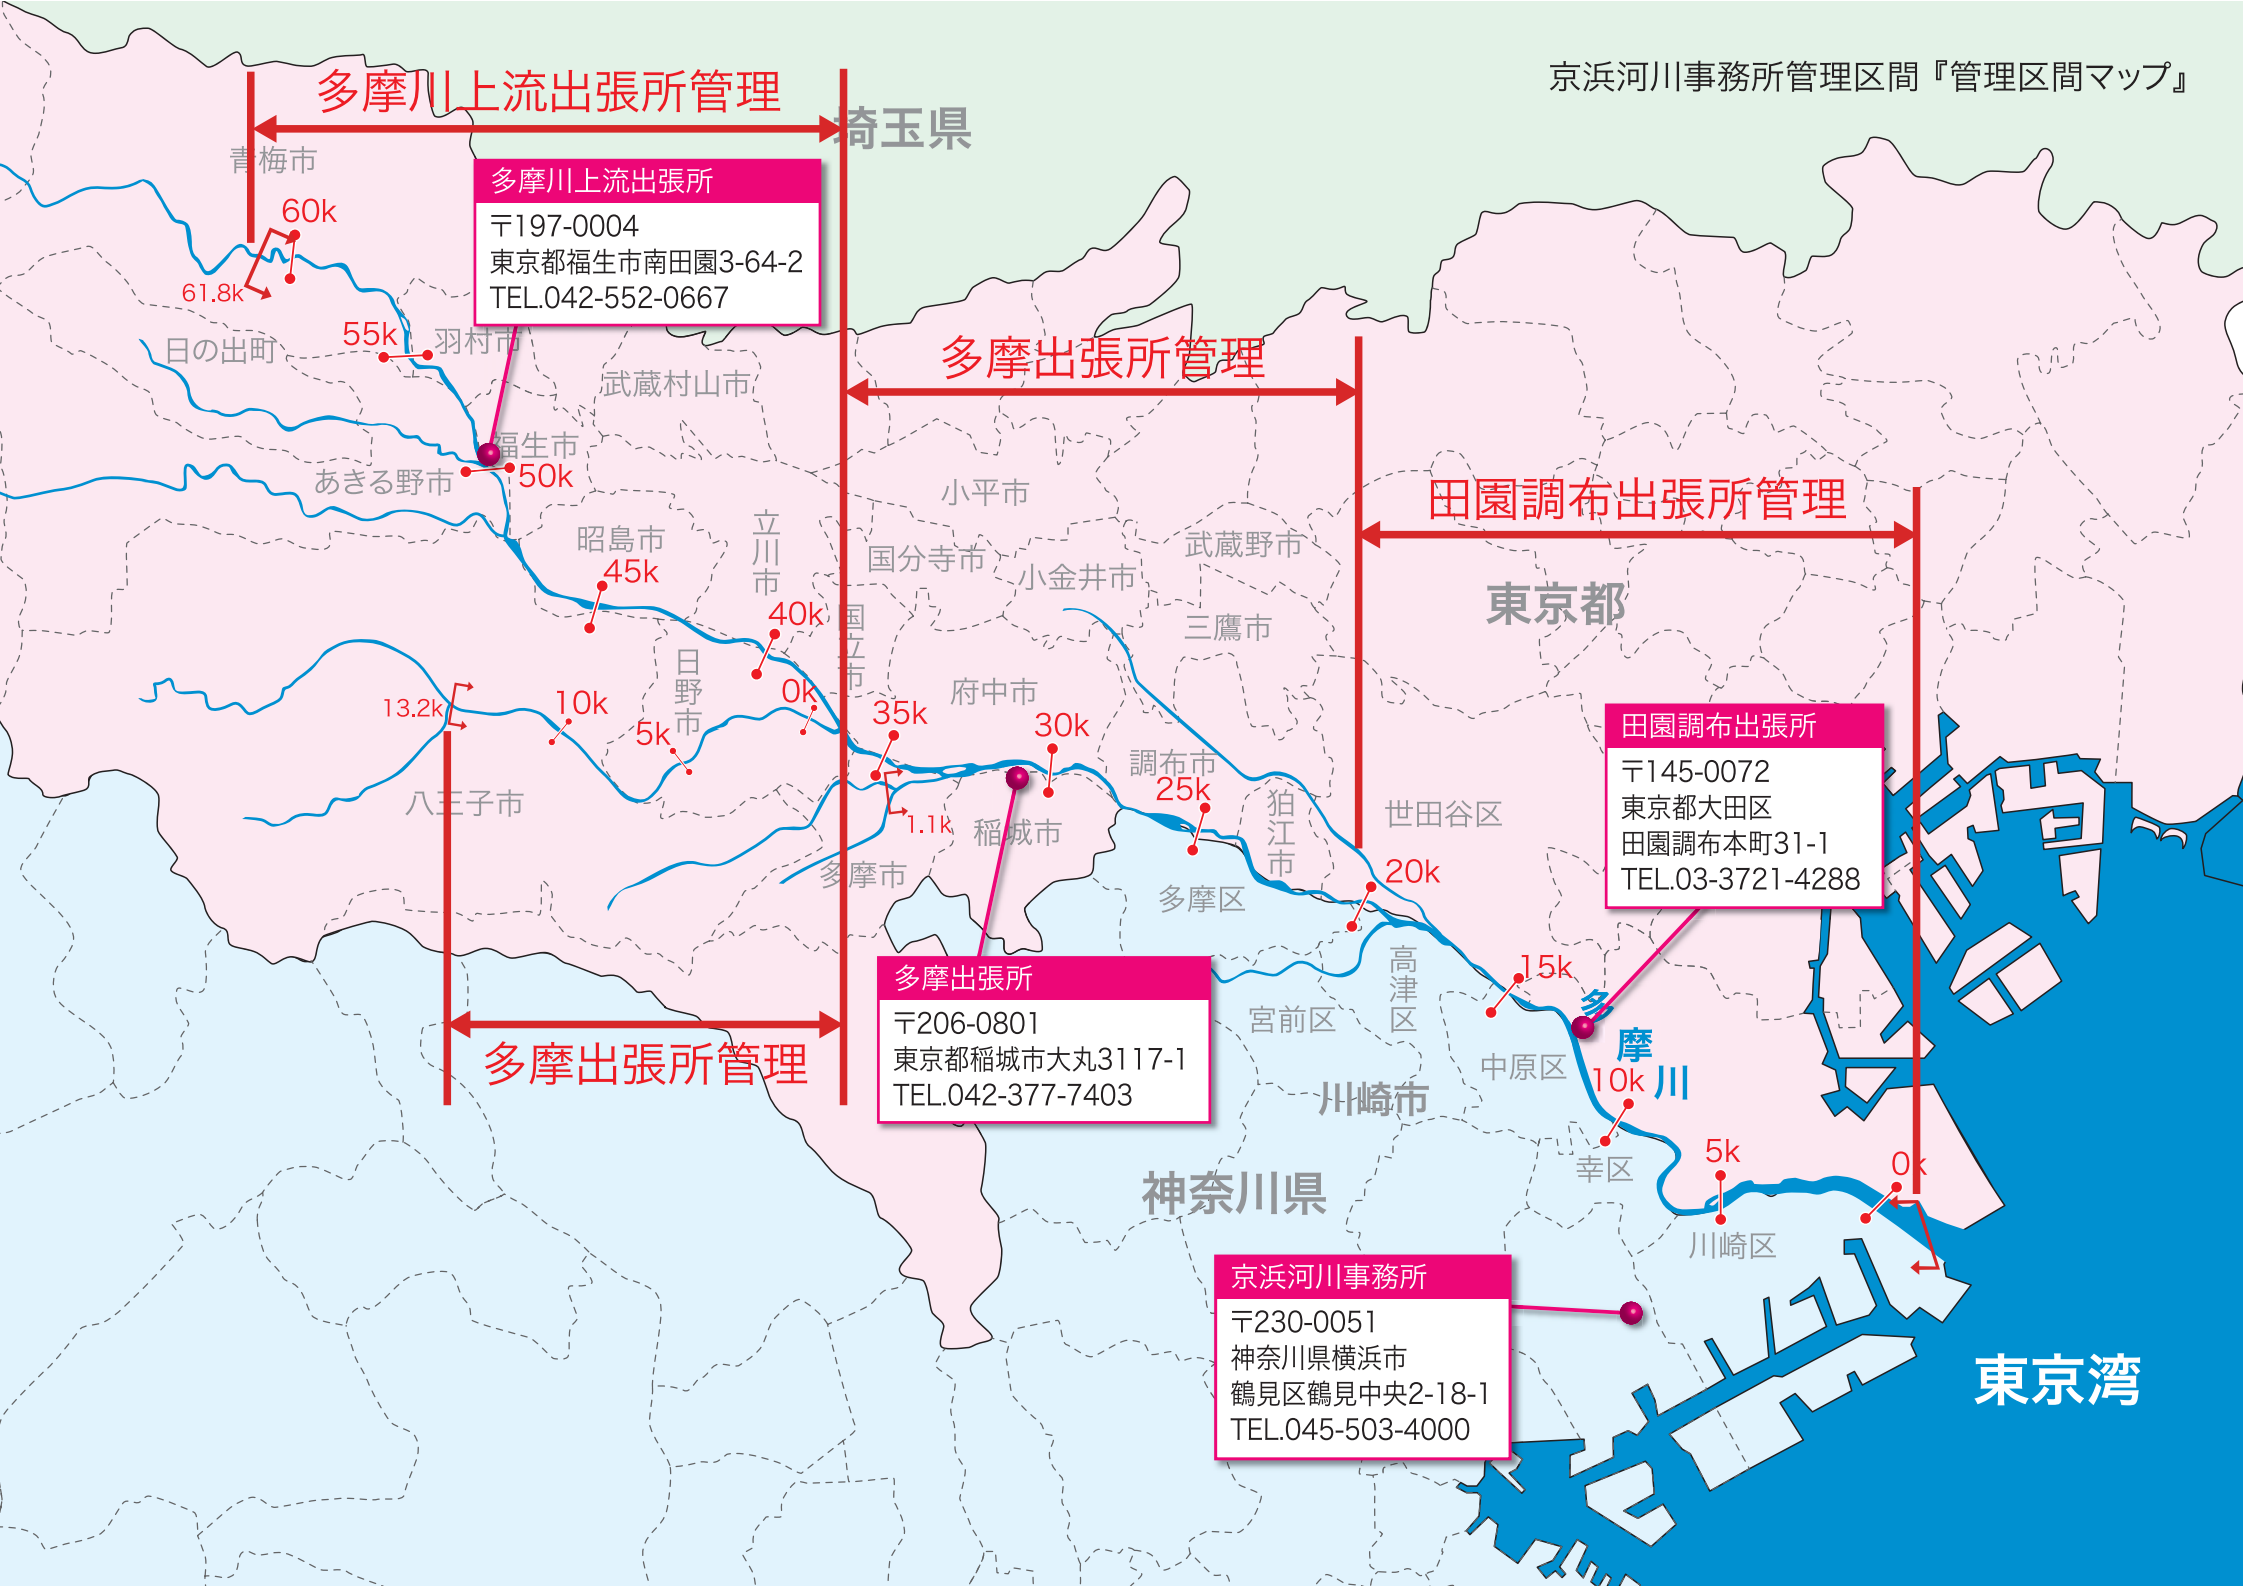 京浜河川事務所管理区間『管理区間マップ』
多摩川上流出張所管理
埼玉県
青梅市
多摩川上流出張所
〒197-0004
東京都福生市南田園3-64-2
TEL.042-552-0667
60k
61.8k
55k
羽村市
日の出町
武蔵村山市
多摩出張所管理
福生市
50k
あきる野市
小平市
田園調布出張所管理
昭島市
45k
立川市
国分寺市
小金井市
武蔵野市
東京都
40k
国立市
三鷹市
日野市
0k
府中市
13.2k
10k
5k
35k
30k
調布市
25k
田園調布出張所
〒145-0072
東京都大田区
田園調布本町31-1
TEL.03-3721-4288
八王子市
1.1k
稲城市
狛江市
世田谷区
多摩市
多摩区
20k
多摩出張所
〒206-0801
東京都稲城市大丸3117-1
TEL.042-377-7403
高津区
15k
宮前区
多摩川
多摩出張所管理
中原区
10k
川崎市
幸区
5k
0k
神奈川県
川崎区
京浜河川事務所
〒230-0051
神奈川県横浜市
鶴見区鶴見中央2-18-1
TEL.045-503-4000
東京湾